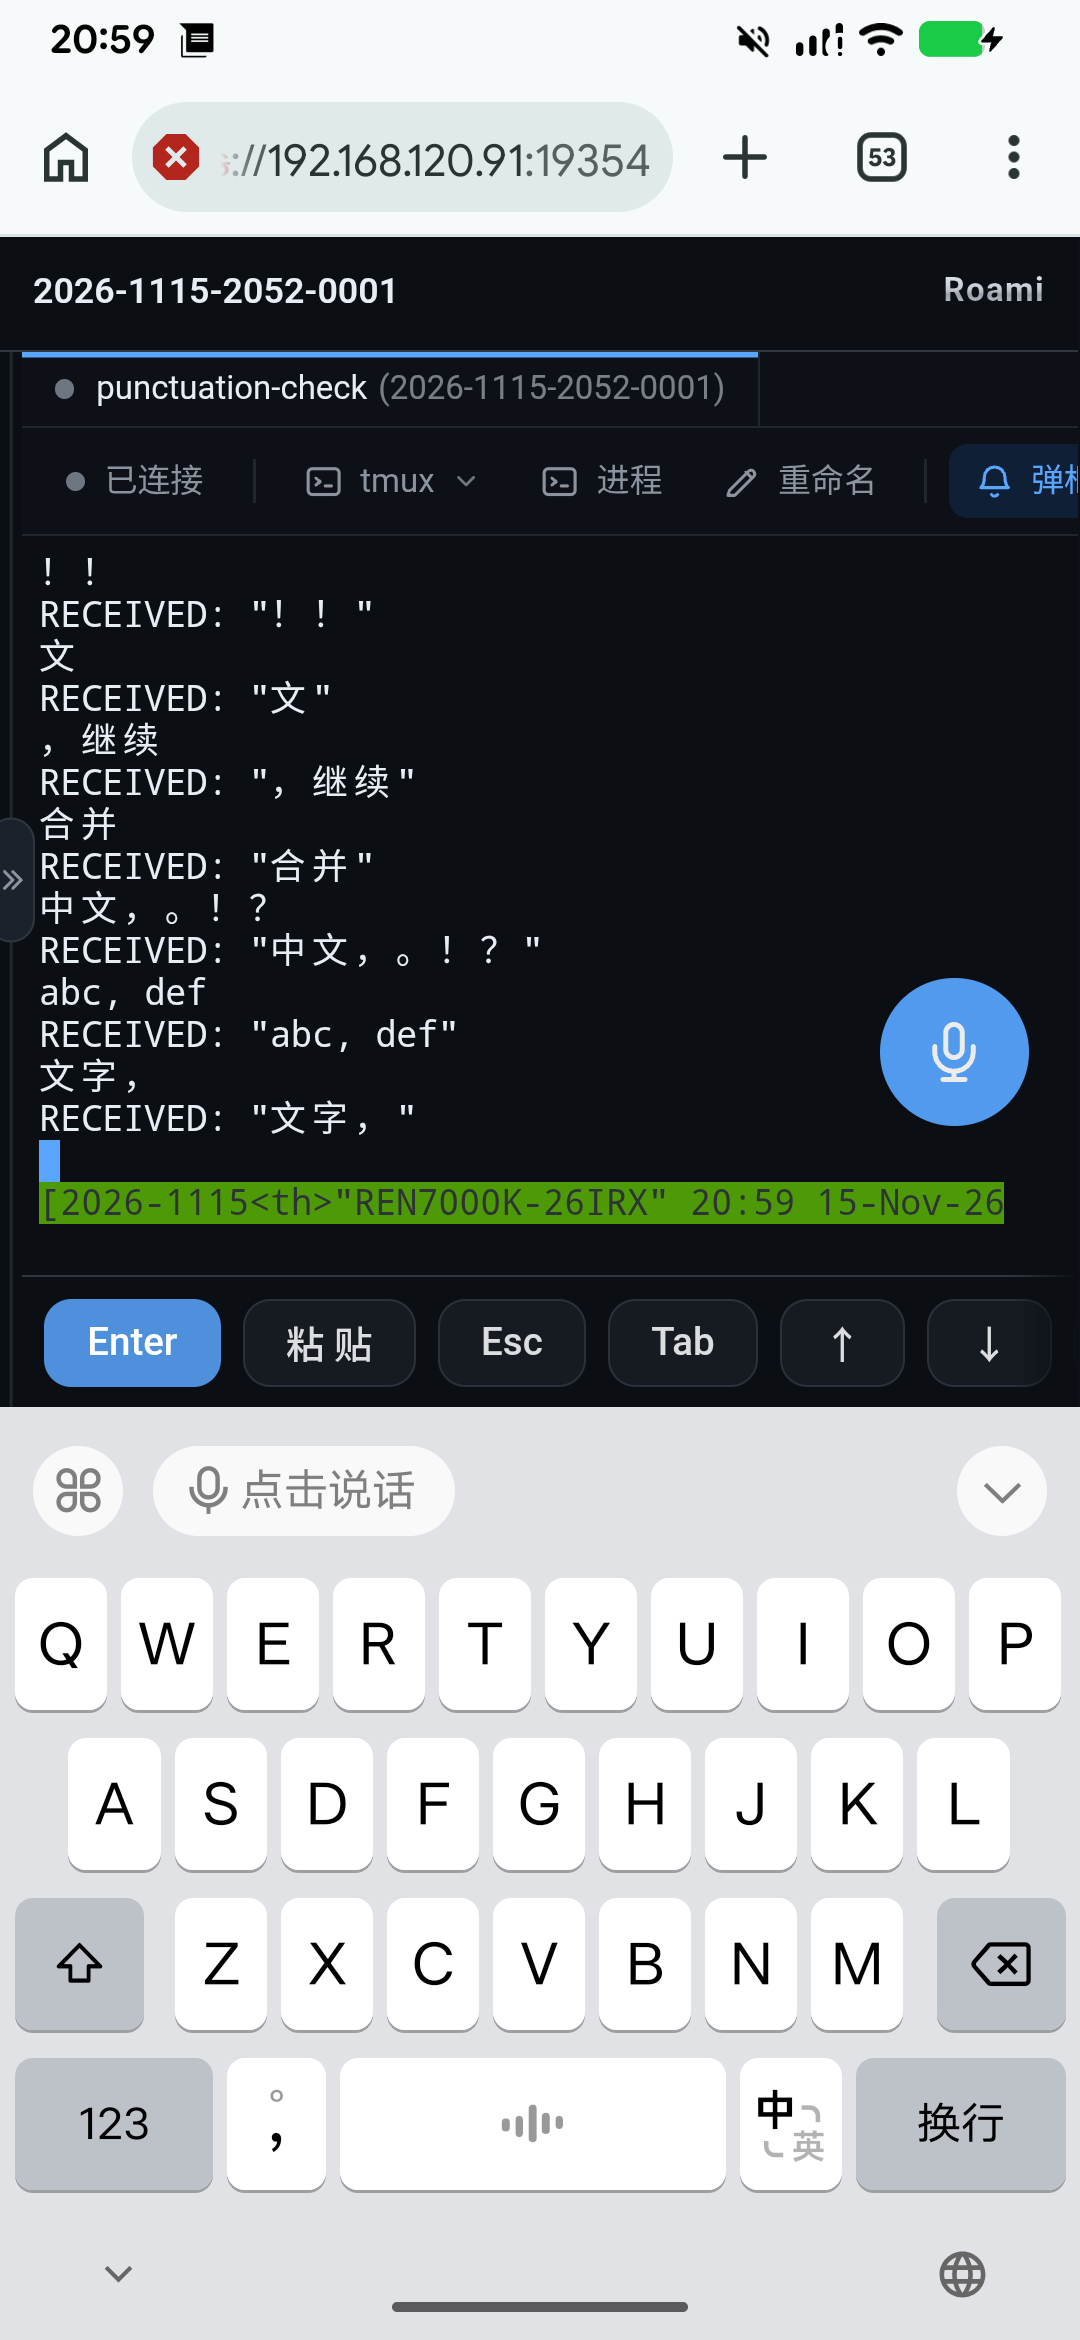 20:59
://192.168.120.91:19354
53
2026-1115-2052-0001
Roami
punctuation-check (2026-1115-2052-0001)
已连接
tmux
进程
重命名
弹
！！
RECEIVED: "！！"
文
RECEIVED: "文"
，继续
RECEIVED: "，继续"
合并
RECEIVED: "合并"
中文，。！？
RECEIVED: "中文，。！？"
abc, def
RECEIVED: "abc, def"
文字，
RECEIVED: "文字，"
[2026-1115<th>"REN7000K-26IRX" 20:59 15-Nov-26
Enter
粘贴
Esc
Tab
↑
↓
点击说话
Q W E R T Y U I O P
A S D F G H J K L
Z X C V B N M
123
。
，
中
英
换行